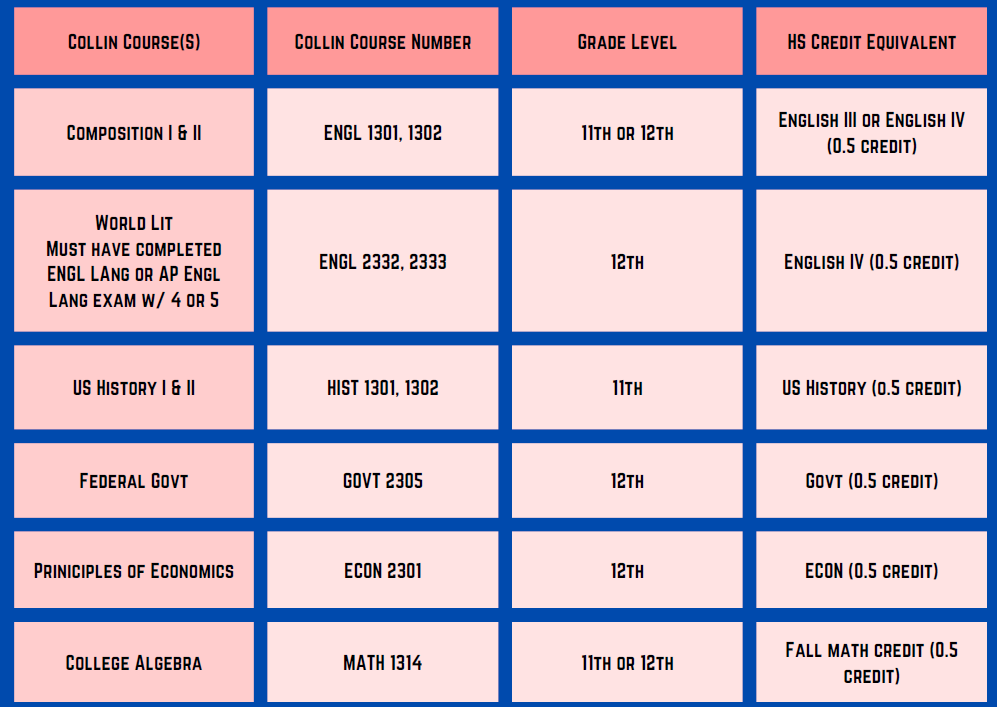 Collin Course(s)
Collin Course Number
Grade Level
HS Credit Equivalent
Composition I & II
ENGL 1301, 1302
11th or 12th
English III or English IV
(0.5 credit)
World Lit
Must have completed
ENGL LAng or AP Engl
Lang exam w/ 4 or 5
ENGL 2332, 2333
12th
English IV (0.5 credit)
US History I & II
HIST 1301, 1302
11th
US History (0.5 credit)
Federal Govt
GOVT 2305
12th
Govt (0.5 credit)
Priniciples of Economics
ECON 2301
12th
ECON (0.5 credit)
College Algebra
MATH 1314
11th or 12th
Fall math credit (0.5
credit)